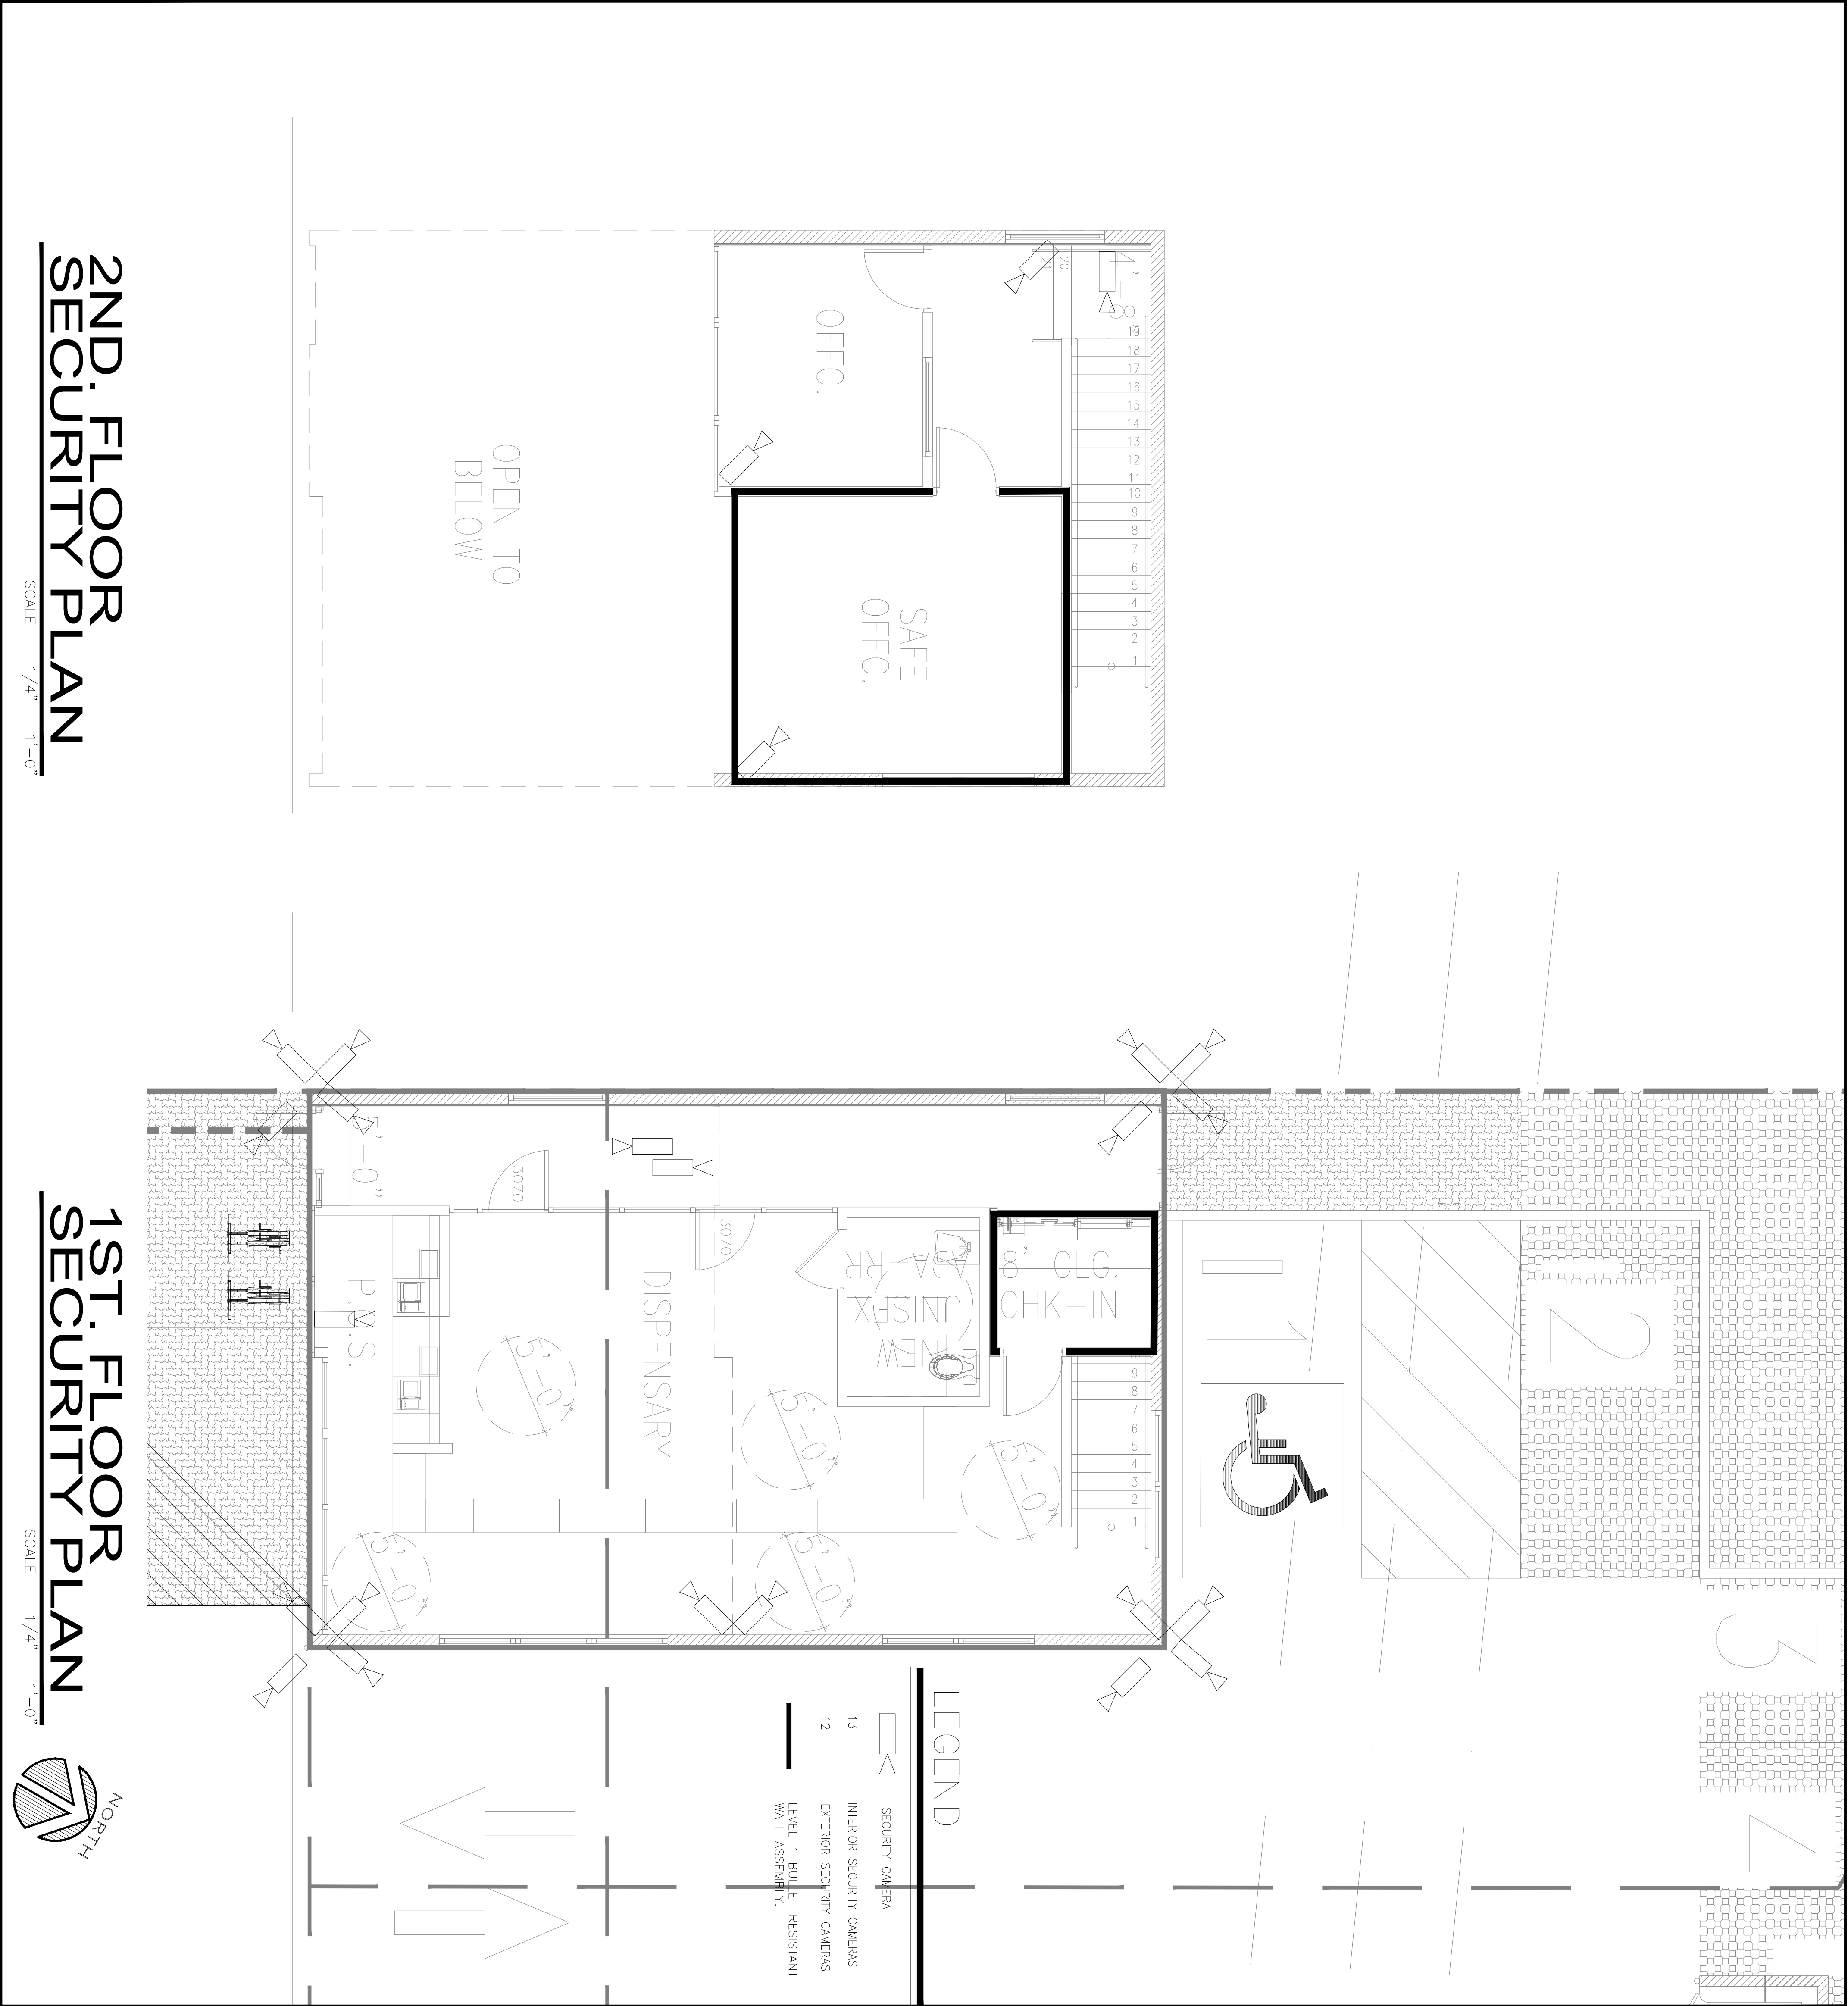 4'-8"
21
20
19
18
17
16
15
14
13
12
11
10
9
8
7
6
5
4
3
2
1
OFFC.
SAFE
OFFC.
OPEN TO
BELOW
2ND. FLOOR
SECURITY PLAN
SCALE 1/4" = 1'-0"
1
2
3
4
8' CLG.
CHK-IN
9
8
7
6
5
4
3
2
1
NEW
UNISEX
ADA-RR
3070
3070
DISPENSARY
P.O.S.
5'-0"
5'-0"
5'-0"
5'-0"
5'-0"
1ST. FLOOR
SECURITY PLAN
SCALE 1/4" = 1'-0"
NORTH
LEGEND
SECURITY CAMERA
13 INTERIOR SECURITY CAMERAS
12 EXTERIOR SECURITY CAMERAS
LEVEL 1 BULLET RESISTANT
WALL ASSEMBLY.